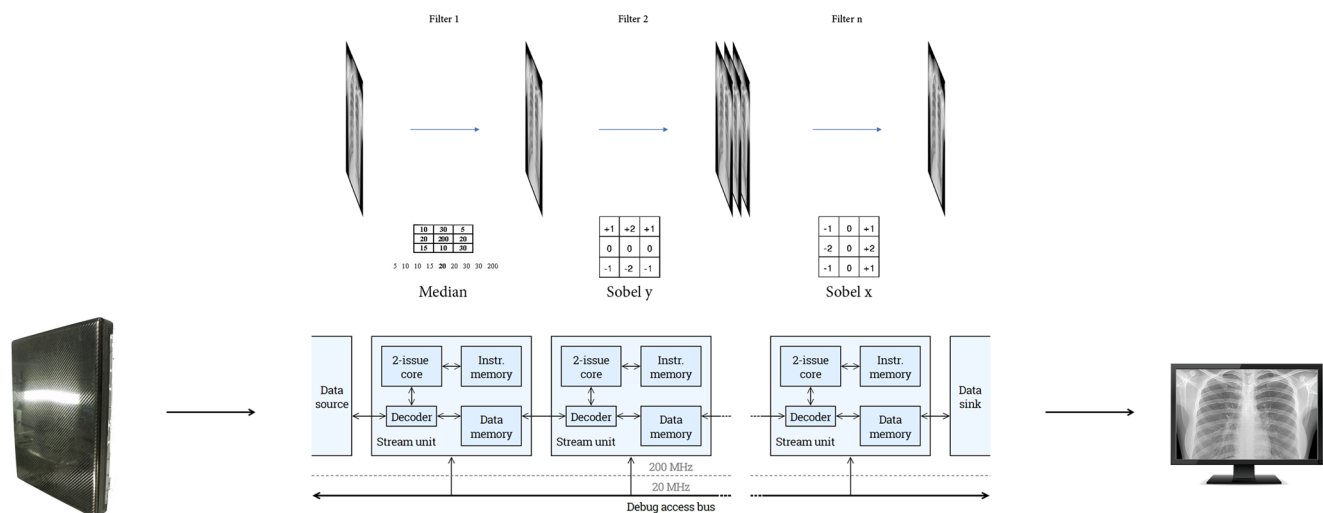 Filter 1
Filter 2
Filter n
10 30 5
20 200 20
15 10 30
5 10 10 15 20 20 30 30 200
Median
+1 +2 +1
0 0 0
-1 -2 -1
Sobel y
-1 0 +1
-2 0 +2
-1 0 +1
Sobel x
Data
source
2-issue
core
Instr.
memory
Decoder
Data
memory
Stream unit
2-issue
core
Instr.
memory
Decoder
Data
memory
Stream unit
2-issue
core
Instr.
memory
Decoder
Data
memory
Stream unit
Data
sink
200 MHz
20 MHz
Debug access bus